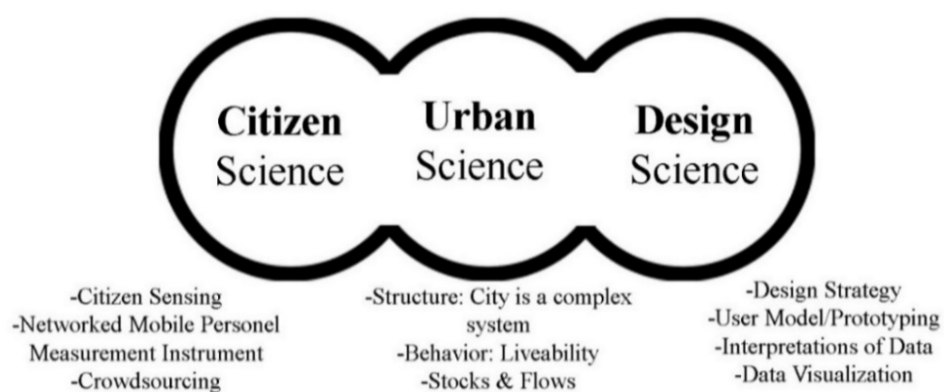 Citizen
Science
Urban
Science
Design
Science
-Citizen Sensing
-Networked Mobile Personel
Measurement Instrument
-Crowdsourcing
-Structure: City is a complex
system
-Behavior: Liveability
-Stocks & Flows
-Design Strategy
-User Model/Prototyping
-Interpretations of Data
-Data Visualization